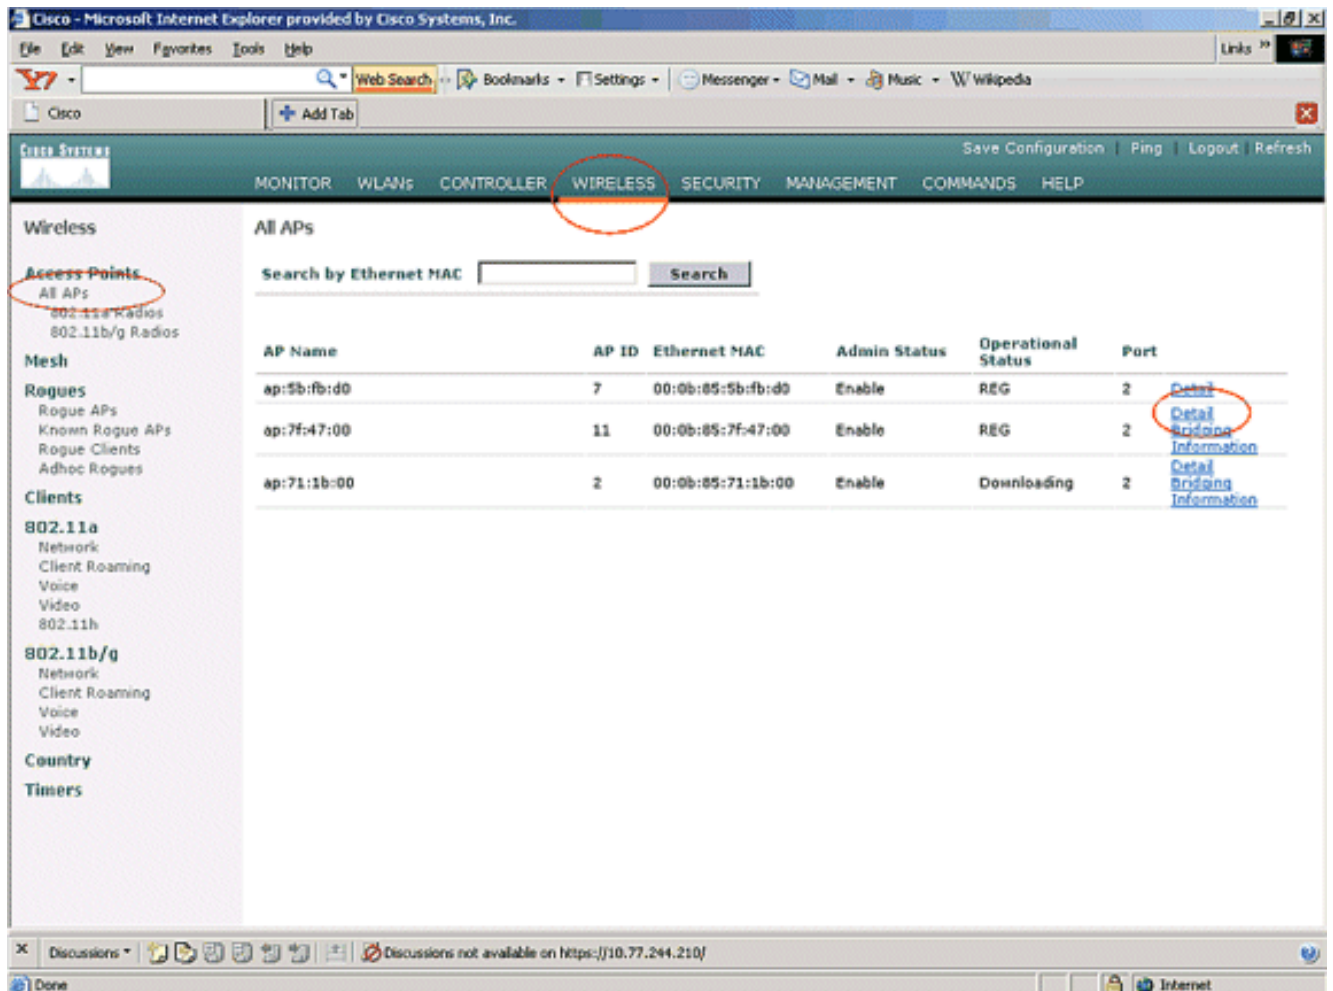 Cisco - Microsoft Internet Explorer provided by Cisco Systems, Inc.
File Edit View Favorites Tools Help Links »
Y7 - Web Search Bookmarks Settings Messenger Mail Music W Wikipedia
Cisco Add Tab
CISCO SYSTEMS
Save Configuration | Ping | Logout | Refresh
MONITOR WLANs CONTROLLER WIRELESS SECURITY MANAGEMENT COMMANDS HELP
Wireless
Access Points
All APs
802.11a Radios
802.11b/g Radios
Mesh
Rogues
Rogue APs
Known Rogue APs
Rogue Clients
Adhoc Rogues
Clients
802.11a
Network
Client Roaming
Voice
Video
802.11h
802.11b/g
Network
Client Roaming
Voice
Video
Country
Timers
All APs
Search by Ethernet MAC Search
AP Name AP ID Ethernet MAC Admin Status Operational Status Port
ap:5b:fb:d0 7 00:0b:85:5b:fb:d0 Enable REG 2 Detail
ap:7f:47:00 11 00:0b:85:7f:47:00 Enable REG 2 Detail
Bridging
Information
ap:71:1b:00 2 00:0b:85:71:1b:00 Enable Downloading 2 Detail
Bridging
Information
Discussions Discussions not available on https://10.77.244.210/
Done Internet